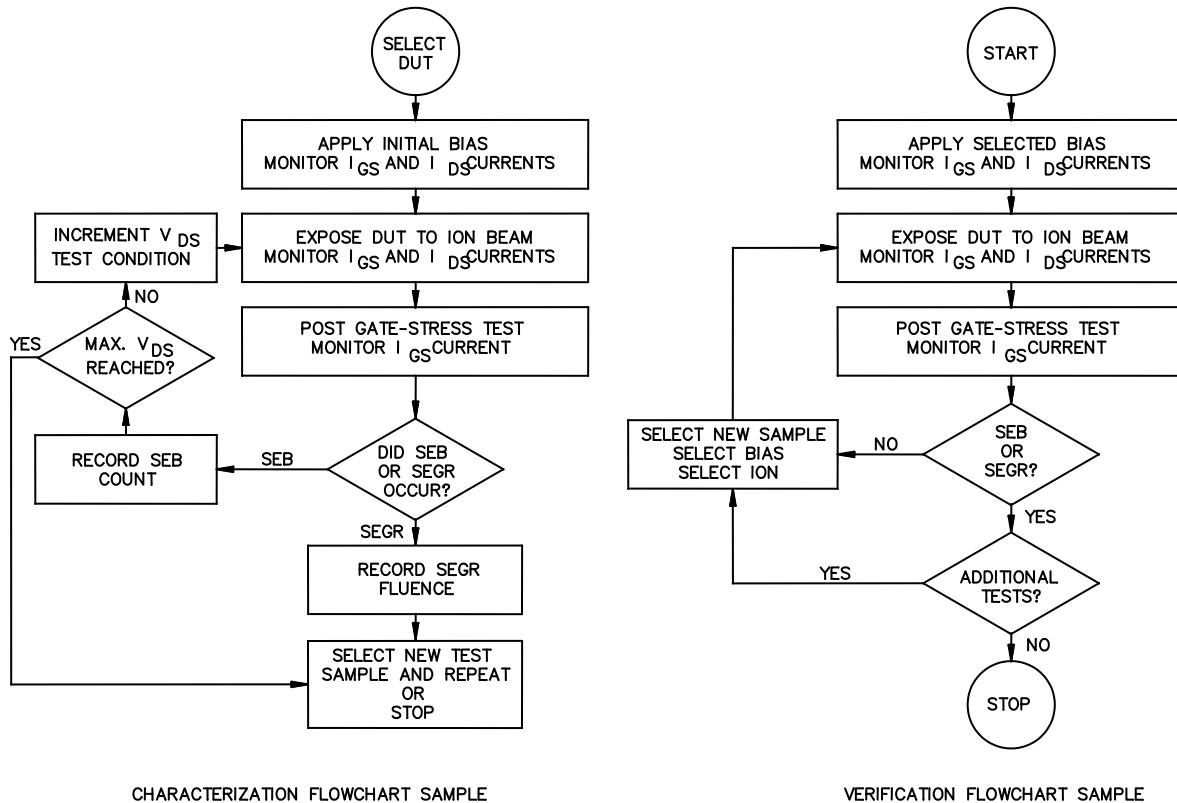 SELECT
DUT
APPLY INITIAL BIAS
MONITOR I GS AND I DS CURRENTS
INCREMENT V DS
TEST CONDITION
EXPOSE DUT TO ION BEAM
MONITOR I GS AND I DS CURRENTS
NO
YES
MAX. V DS
REACHED?
POST GATE-STRESS TEST
MONITOR I GS CURRENT
RECORD SEB
COUNT
SEB
DID SEB
OR SEGR
OCCUR?
SEGR
RECORD SEGR
FLUENCE
SELECT NEW TEST
SAMPLE AND REPEAT
OR
STOP
CHARACTERIZATION FLOWCHART SAMPLE
START
APPLY SELECTED BIAS
MONITOR I GS AND I DS CURRENTS
EXPOSE DUT TO ION BEAM
MONITOR I GS AND I DS CURRENTS
POST GATE-STRESS TEST
MONITOR I GS CURRENT
SELECT NEW SAMPLE
SELECT BIAS
SELECT ION
NO
SEB
OR
SEGR?
YES
YES
ADDITIONAL
TESTS?
NO
STOP
VERIFICATION FLOWCHART SAMPLE